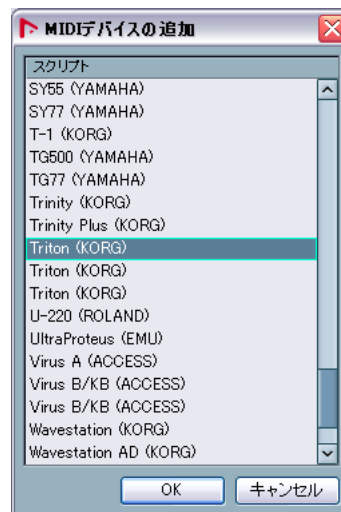 MIDIデバイスの追加
スクリプト
SY55 (YAMAHA)
SY77 (YAMAHA)
T-1 (KORG)
TG500 (YAMAHA)
TG77 (YAMAHA)
Trinity (KORG)
Trinity Plus (KORG)
Triton (KORG)
Triton (KORG)
Triton (KORG)
U-220 (ROLAND)
UltraProteus (EMU)
Virus A (ACCESS)
Virus B/KB (ACCESS)
Virus B/KB (ACCESS)
Wavestation (KORG)
Wavestation AD (KORG)
OK キャンセル